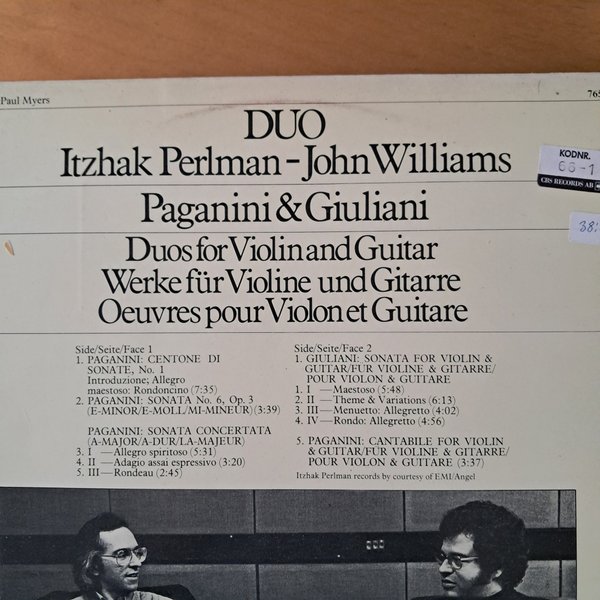 Paul Myers
765
DUO
Itzhak Perlman–John Williams
Paganini & Giuliani
Duos for Violin and Guitar
Werke für Violine und Gitarre
Oeuvres pour Violon et Guitare
KODNR.
66-1
CBS RECORDS AB
38:
Side/Seite/Face 1
1. PAGANINI: CENTONE DI
SONATE, No. 1
Introduzione; Allegro
maestoso: Rondoncino (7:35)
2. PAGANINI: SONATA No. 6, Op. 3
(E-MINOR/E-MOLL/MI-MINEUR)(3:39)
PAGANINI: SONATA CONCERTATA
(A-MAJOR/A-DUR/LA-MAJEUR)
3. I —Allegro spiritoso (5:31)
4. II —Adagio assai espressivo (3:20)
5. III—Rondeau (2:45)
Side/Seite/Face 2
1. GIULIANI: SONATA FOR VIOLIN &
GUITAR/FUR VIOLINE & GITARRE/
POUR VIOLON & GUITARE
1. I —Maestoso (5:48)
2. II —Theme & Variations (6:13)
3. III—Menuetto: Allegretto (4:02)
4. IV—Rondo: Allegretto (4:56)
5. PAGANINI: CANTABILE FOR VIOLIN
& GUITAR/FUR VIOLINE & GITARRE/
POUR VIOLON & GUITARE (3:37)
Itzhak Perlman records by courtesy of EMI/Angel